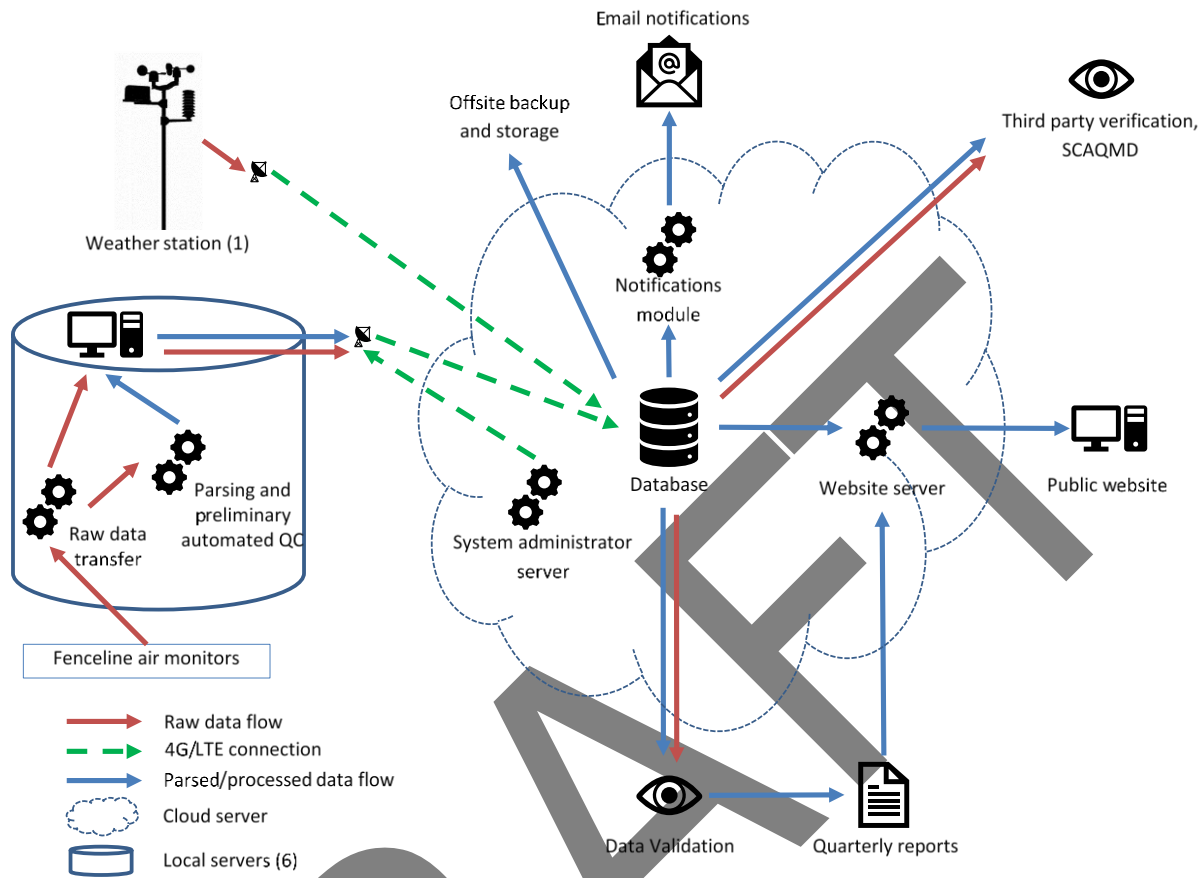 Email notifications
Offsite backup
and storage
Third party verification,
SCAQMD
Weather station (1)
Notifications
module
Database
Website server
Public website
Parsing and
preliminary
automated QC
Raw data
transfer
System administrator
server
Fenceline air monitors
Raw data flow
4G/LTE connection
Parsed/processed data flow
Cloud server
Local servers (6)
Data Validation
Quarterly reports